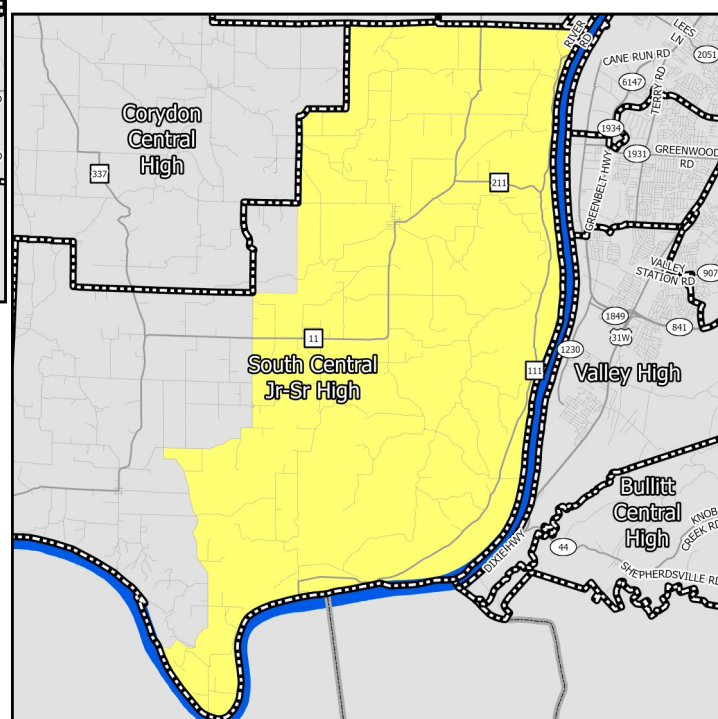 RIVER
RD
LEES
LN
2051
CANE RUN RD
6147
TERRY RD
Corydon
Central
High
1934
1931
GREENWOOD
RD
337
211
GREENBELT HWY
VALLEY
STATION RD
907
1849
841
31W
11
1230
South Central
Jr-Sr High
111
Valley High
Bullitt
Central
High
KNOB
CREEK RD
44
DIXIE HWY
SHEPHERDSVILLE RD